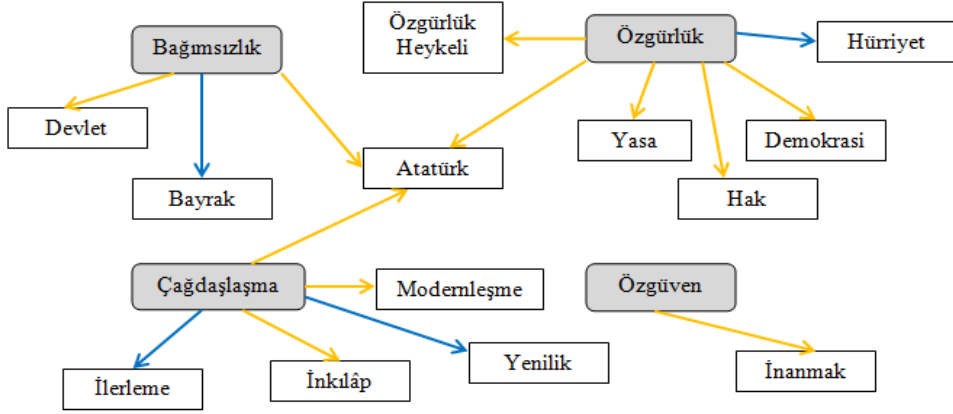 Özgürlük
Heykeli
Özgürlük
Hürriyet
Bağımsızlık
Devlet
Yasa
Demokrasi
Atatürk
Bayrak
Hak
Çağdaşlaşma
Modernleşme
Özgüven
Yenilik
İnanmak
İlerleme
İnkılâp